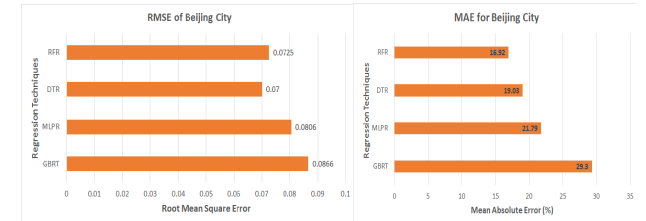 RMSE of Beijing City
Regression Techniques
RFR
0.0725
DTR
0.07
MLPR
0.0806
GBRT
0.0866
0 0.01 0.02 0.03 0.04 0.05 0.06 0.07 0.08 0.09 0.1
Root Mean Square Error
MAE for Beijing City
Regression Techniques
RFR
16.92
DTR
19.03
MLPR
21.79
GBRT
29.3
0 5 10 15 20 25 30 35
Mean Absolute Error (%)